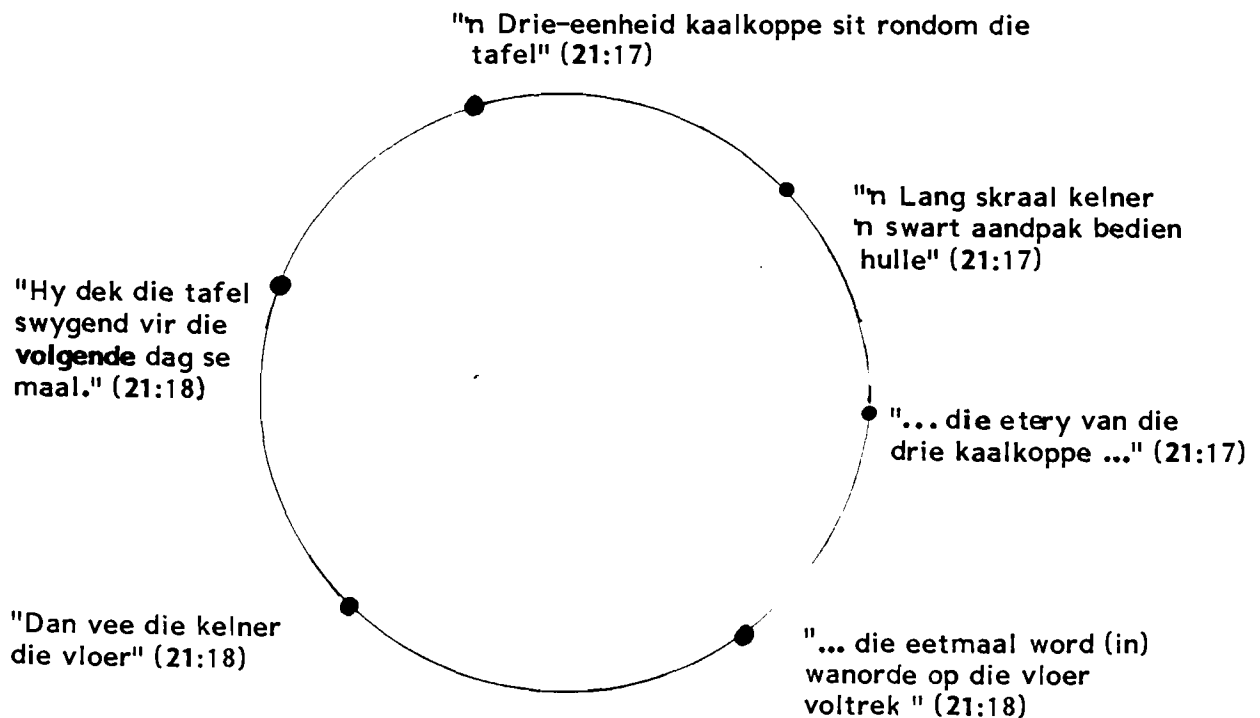 "'n Drie-eenheid kaalkoppe sit rondom die
tafel" (21:17)
"'n Lang skraal kelner
'n swart aandpak bedien
hulle" (21:17)
"... die etery van die
drie kaalkoppe ..." (21:17)
"... die eetmaal word (in)
wanorde op die vloer
voltrek " (21:18)
"Dan vee die kelner
die vloer" (21:18)
"Hy dek die tafel
swygend vir die
volgende dag se
maal." (21:18)